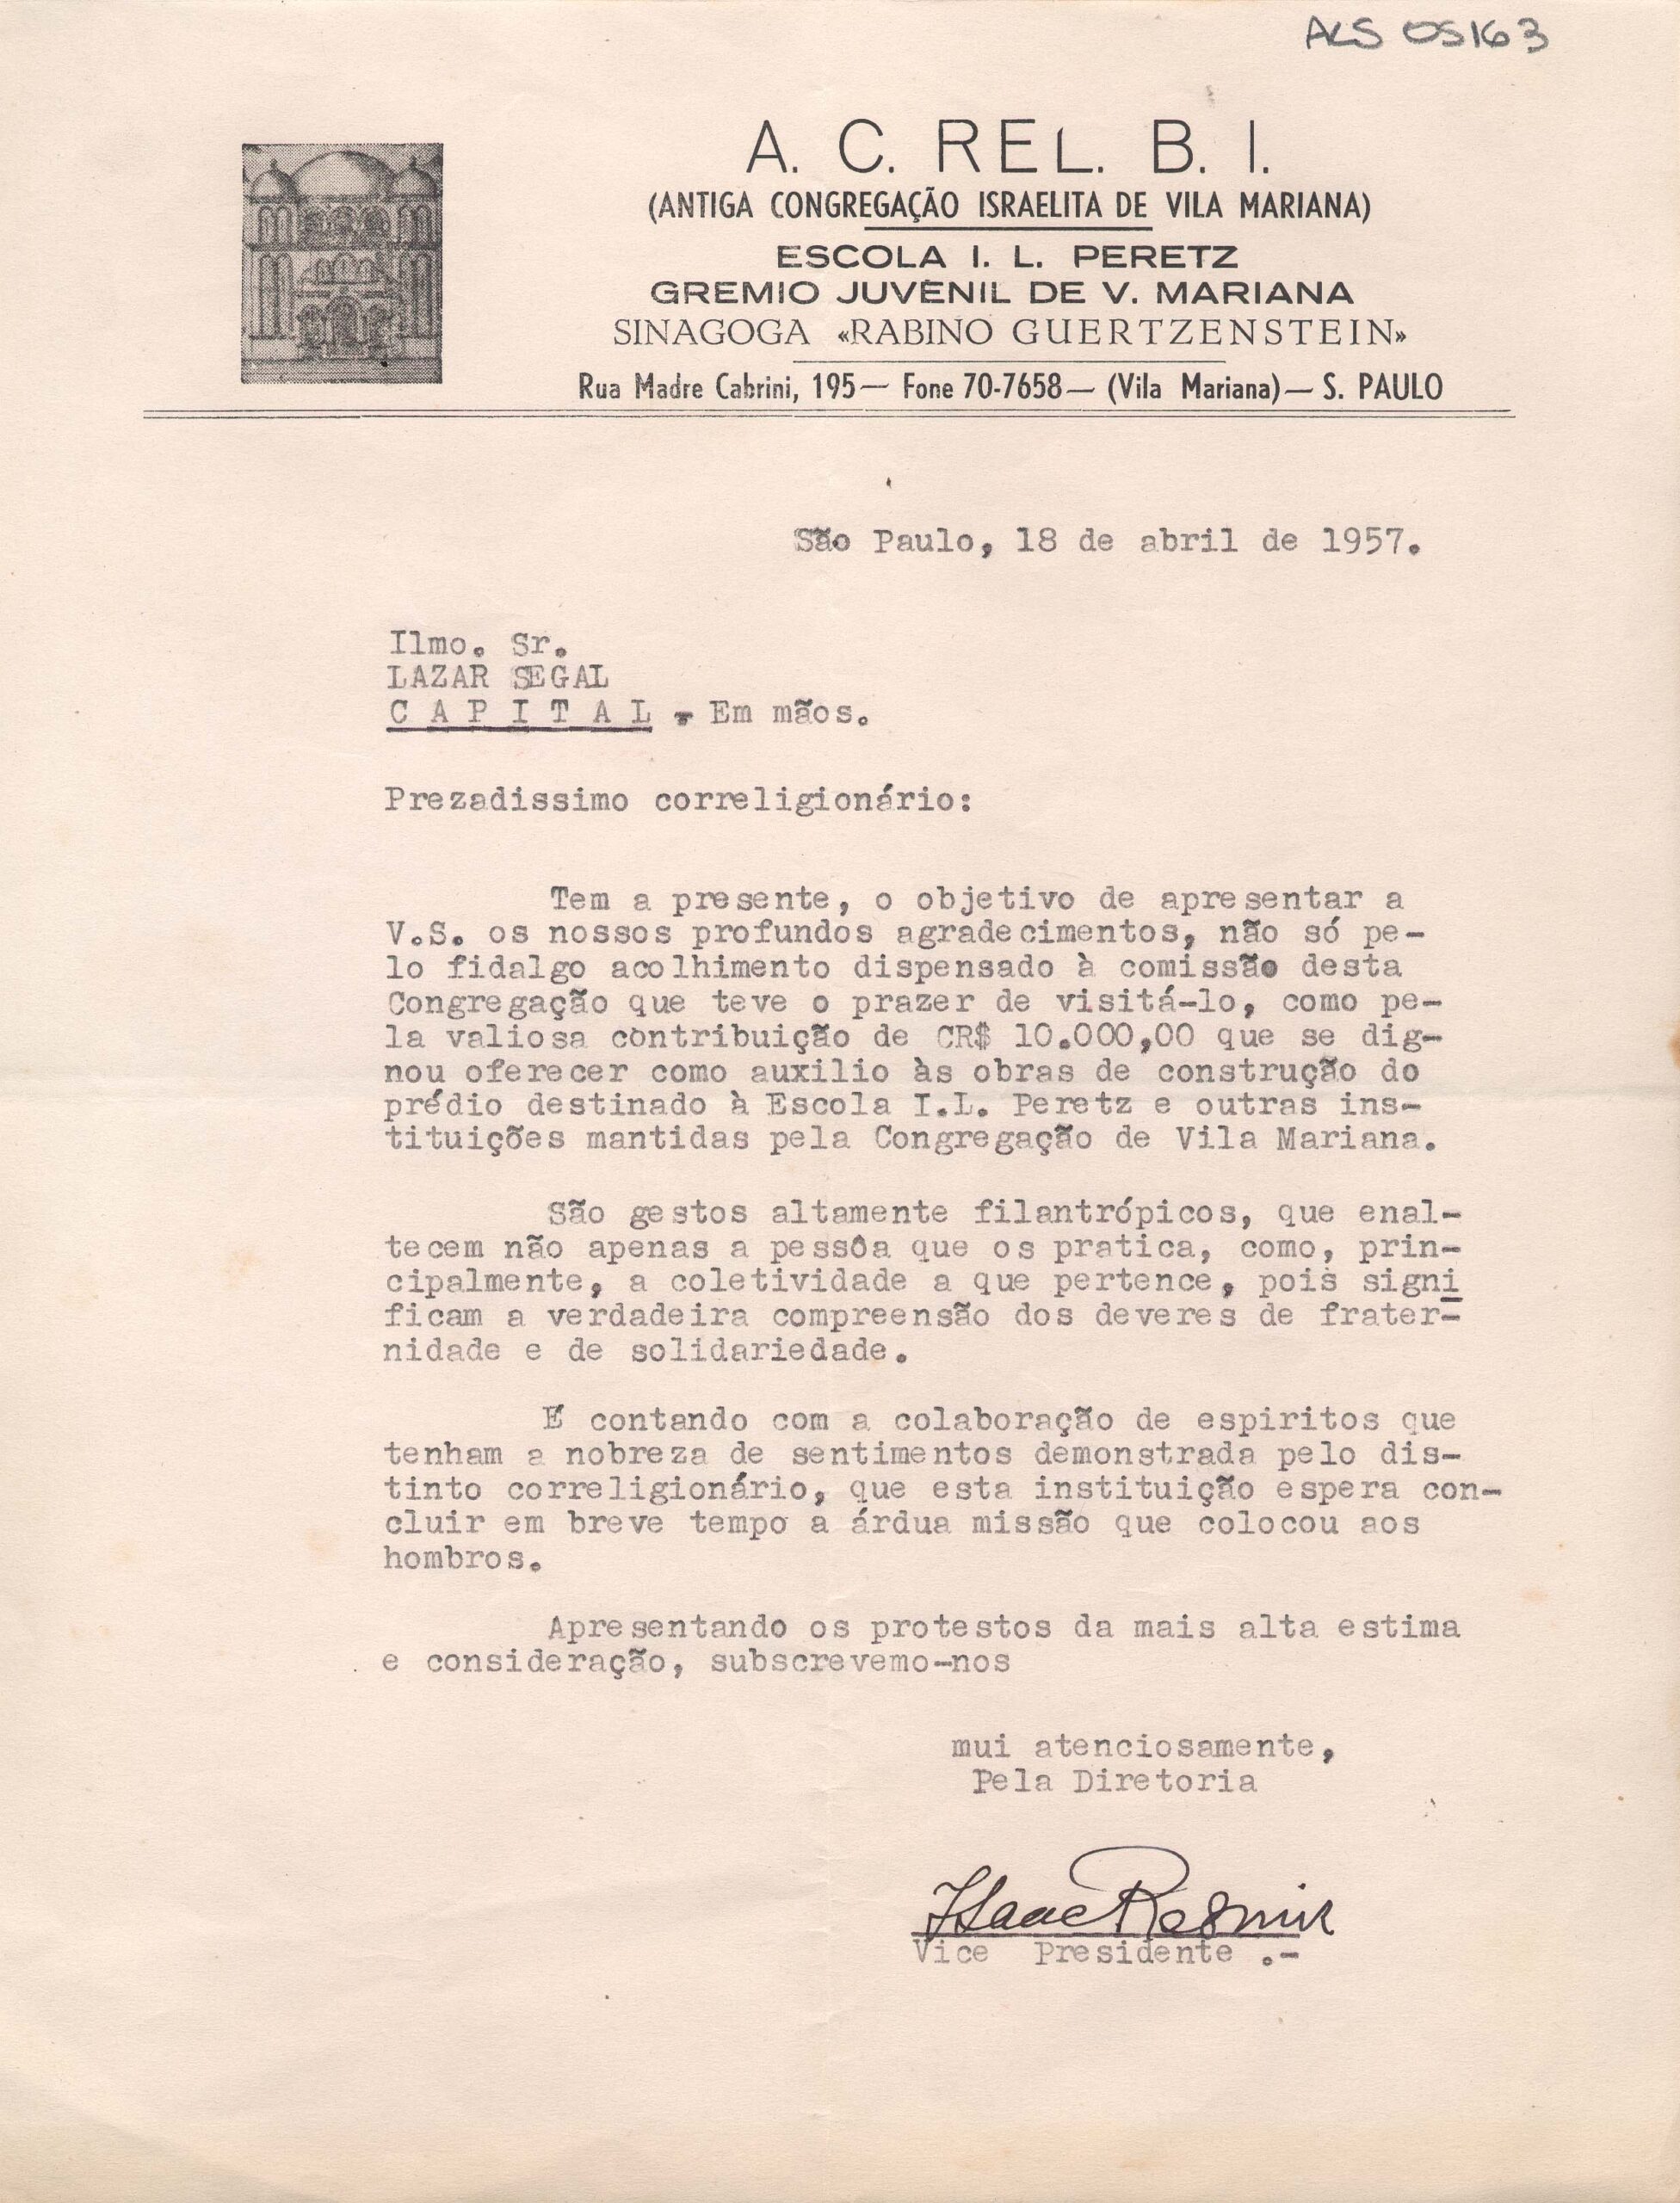 ALS 05163
A. C. REL. B. I.
(ANTIGA CONGREGAÇÃO ISRAELITA DE VILA MARIANA)
ESCOLA I. L. PERETZ
GREMIO JUVENIL DE V. MARIANA
SINAGOGA «RABINO GUERTZENSTEIN»
Rua Madre Cabrini, 195— Fone 70-7658— (Vila Mariana)— S. PAULO
São Paulo, 18 de abril de 1957.
Ilmo. Sr.
LAZAR SEGAL
C A P I T A L - Em mãos.
Prezadissimo correligionário:
Tem a presente, o objetivo de apresentar a
V.S. os nossos profundos agradecimentos, não só pe-
lo fidalgo acolhimento dispensado à comissão desta
Congregação que teve o prazer de visitá-lo, como pe-
la valiosa contribuição de CR$ 10.000,00 que se dig-
nou oferecer como auxilio às obras de construção do
prédio destinado à Escola I.L. Peretz e outras ins-
tituições mantidas pela Congregação de Vila Mariana.
São gestos altamente filantrópicos, que enal-
tecem não apenas a pessôa que os pratica, como, prin-
cipalmente, a coletividade a que pertence, pois signi
ficam a verdadeira compreensão dos deveres de frater-
nidade e de solidariedade.
É contando com a colaboração de espiritos que
tenham a nobreza de sentimentos demonstrada pelo dis-
tinto correligionário, que esta instituição espera con-
cluir em breve tempo a árdua missão que colocou aos
hombros.
Apresentando os protestos da mais alta estima
e consideração, subscrevemo-nos
mui atenciosamente,
Pela Diretoria
Isaac
Vice Presidente .-